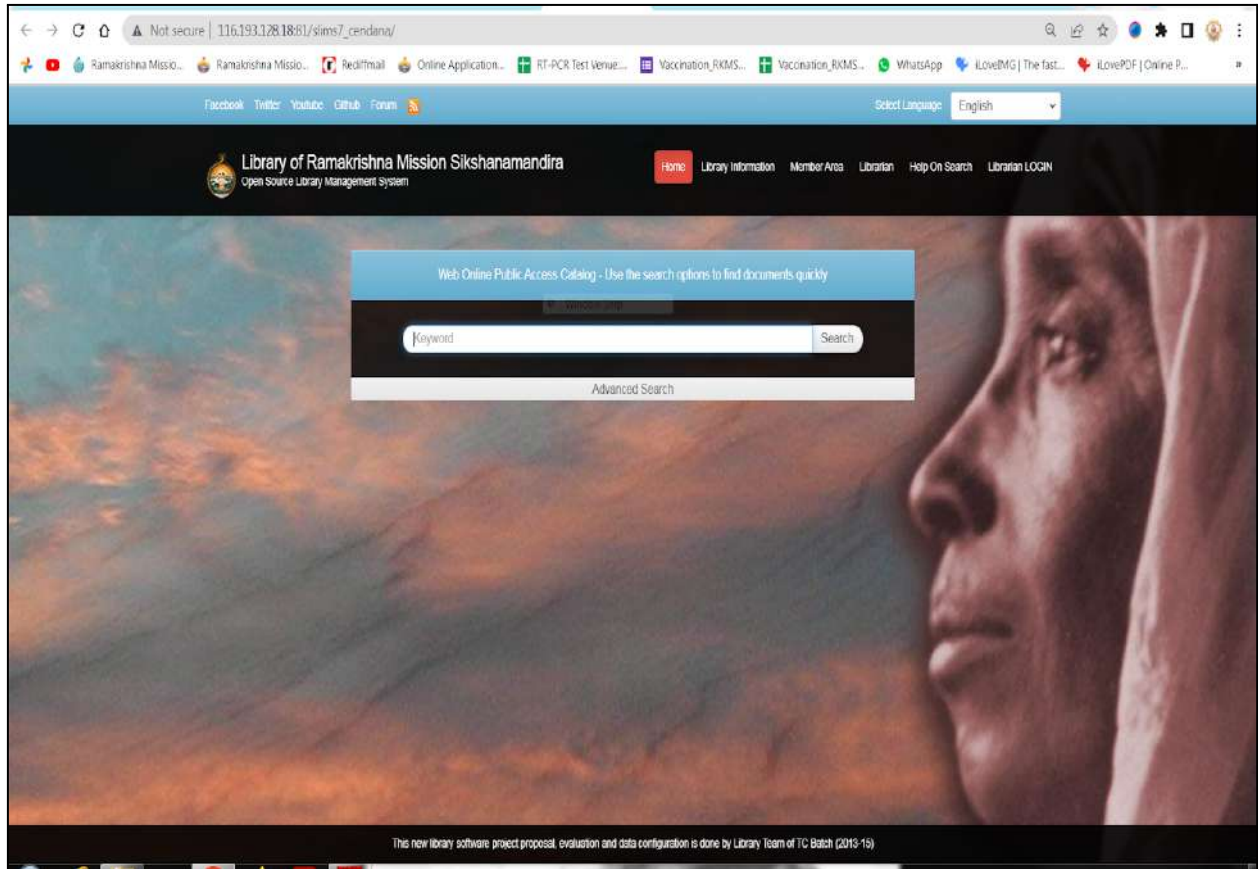 Not secure | 116.193.128.18:81/slims7_cendana/
Ramakrishna Missio... Ramakrishna Missio... Rediffmail Online Application... RT-PCR Test Venue:... Vaccination_RKMS... Vaccination_RKMS... WhatsApp iLoveIMG | The fast... iLovePDF | Online P...
Facebook Twitter Youtube Github Forum Select Language English
Library of Ramakrishna Mission Sikshanamandira
Open Source Library Management System
Home Library Information Member Area Librarian Help On Search Librarian LOGIN
Web Online Public Access Catalog - Use the search options to find documents quickly
Keyword Search
Advanced Search
This new library software project proposal, evaluation and data configuration is done by Library Team of TC Batch (2013-15)